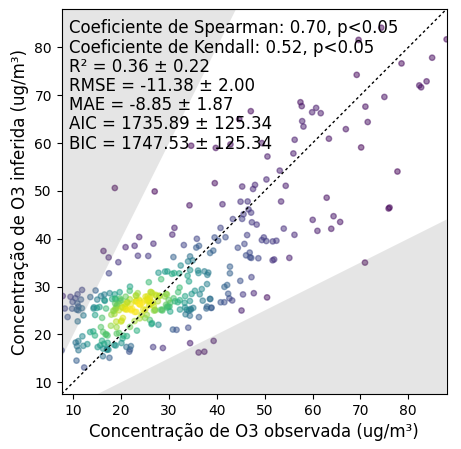 Coeficiente de Spearman: 0.70, p<0.05
Coeficiente de Kendall: 0.52, p<0.05
R² = 0.36 ± 0.22
RMSE = -11.38 ± 2.00
MAE = -8.85 ± 1.87
AIC = 1735.89 ± 125.34
BIC = 1747.53 ± 125.34
Concentração de O3 inferida (ug/m³)
80
70
60
50
40
30
20
10
10 20 30 40 50 60 70 80
Concentração de O3 observada (ug/m³)